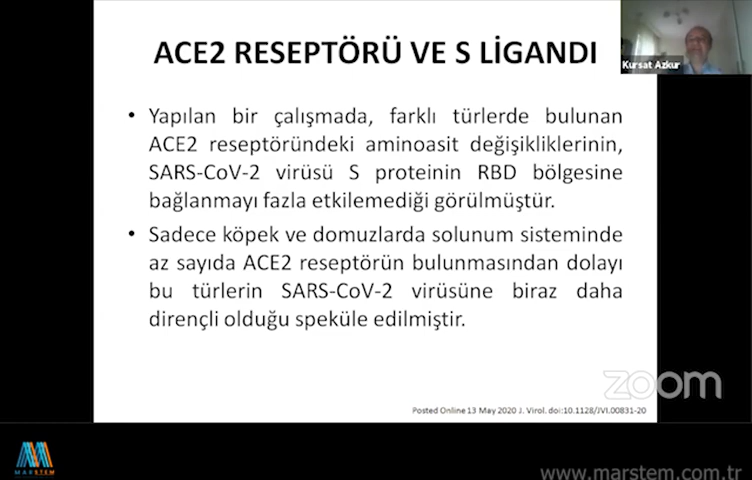 ACE2 RESEPTÖRÜ VE S LİGANDI
Kursat Azkur
• Yapılan bir çalışmada, farklı türlerde bulunan
ACE2 reseptöründeki aminoasit değişikliklerinin,
SARS-CoV-2 virüsü S proteinin RBD bölgesine
bağlanmayı fazla etkilemediği görülmüştür.
• Sadece köpek ve domuzlarda solunum sisteminde
az sayıda ACE2 reseptörün bulunmasından dolayı
bu türlerin SARS-CoV-2 virüsüne biraz daha
dirençli olduğu speküle edilmiştir.
zoom
Posted Online 13 May 2020 J. Virol. doi:10.1128/JVI.00831-20
MARSTEM
www.marstem.com.tr